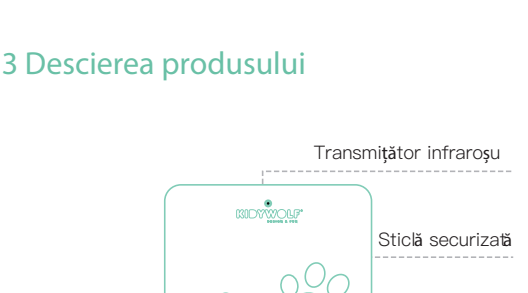 3 Descierea produsului
Transmițător infraroșu
KIDYWOLF
Sticlă securizată